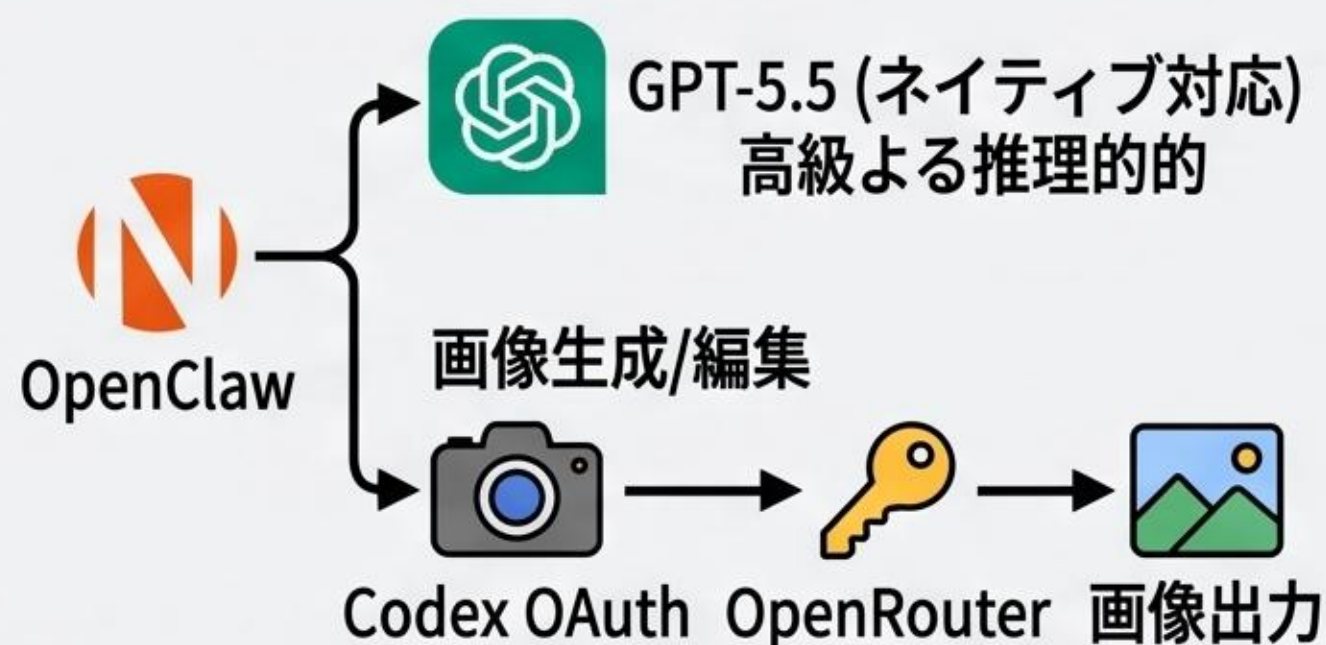 GPT-5.5 (ネイティブ対応)
高級よる推理的的
OpenClaw
画像生成/編集
Codex OAuth
OpenRouter
画像出力